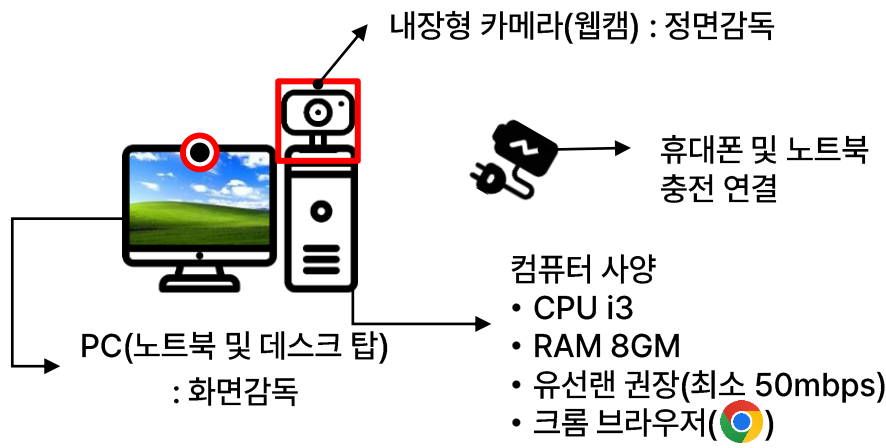 내장형 카메라(웹캠) : 정면감독
휴대폰 및 노트북
충전 연결
컴퓨터 사양
• CPU i3
• RAM 8GM
• 유선랜 권장(최소 50mbps)
• 크롬 브라우저( )
PC(노트북 및 데스크 탑)
: 화면감독